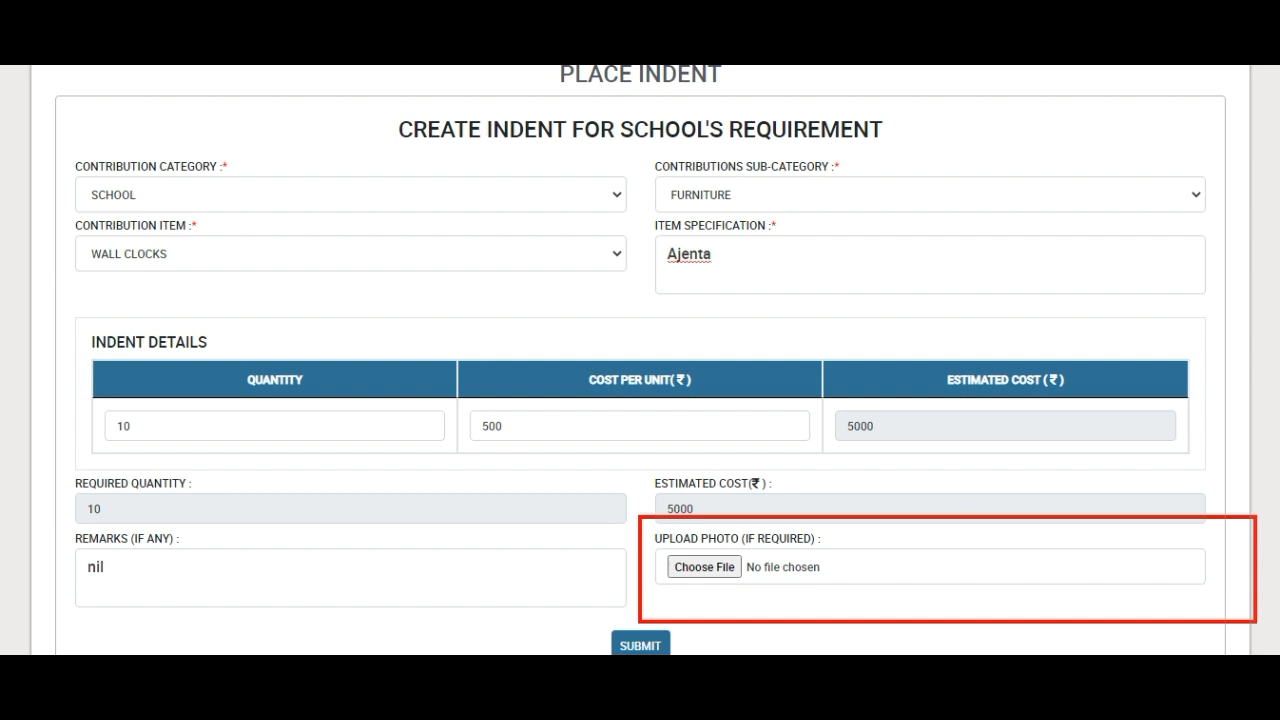 PLACE INDENT
CREATE INDENT FOR SCHOOL'S REQUIREMENT
CONTRIBUTION CATEGORY :* CONTRIBUTIONS SUB-CATEGORY :*
SCHOOL FURNITURE
CONTRIBUTION ITEM :* ITEM SPECIFICATION :*
WALL CLOCKS Ajenta
INDENT DETAILS
QUANTITY COST PER UNIT(₹) ESTIMATED COST (₹)
10 500 5000
REQUIRED QUANTITY : ESTIMATED COST(₹) :
10 5000
REMARKS (IF ANY) : UPLOAD PHOTO (IF REQUIRED) :
nil Choose File No file chosen
SUBMIT